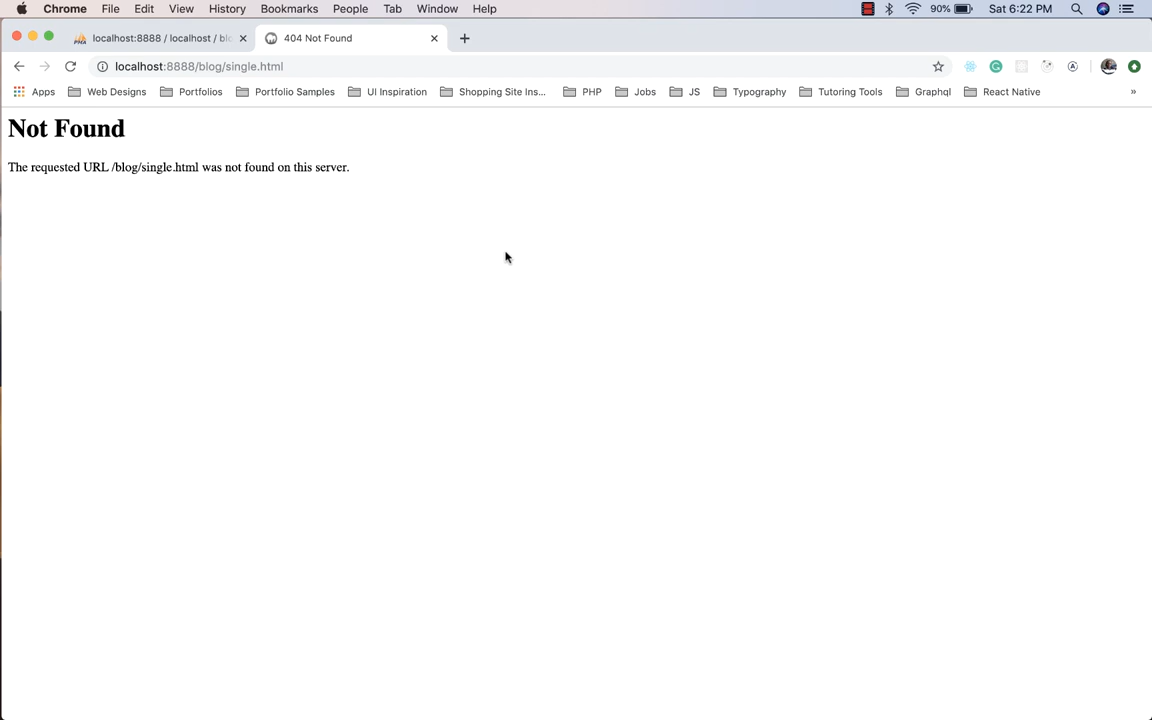 Chrome File Edit View History Bookmarks People Tab Window Help 90% Sat 6:22 PM
localhost:8888 / localhost / blo 404 Not Found
localhost:8888/blog/single.html
Apps Web Designs Portfolios Portfolio Samples UI Inspiration Shopping Site Ins... PHP Jobs JS Typography Tutoring Tools Graphql React Native »
Not Found
The requested URL /blog/single.html was not found on this server.